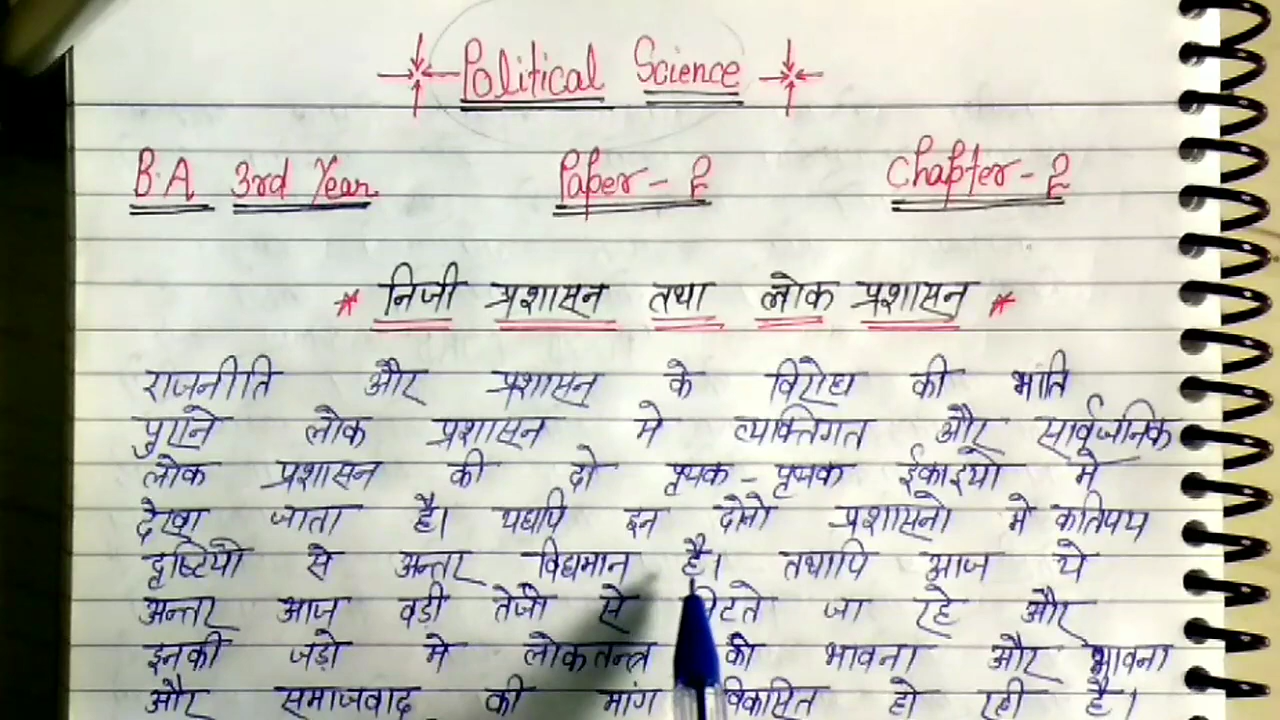 Political Science
B.A 3rd Year Paper - 2 Chapter - 2
* निजी प्रशासन तथा लोक प्रशासन *
राजनीति और प्रशासन के विरोध की भांति
पुराने लोक प्रशासन मे व्यक्तिगत और सार्वूजनिक
लोक प्रशासन की दो पृथक - पृथक ईकाइयो मे
देखा जाता है। यद्यपि इन दोनो प्रशासनो मे कतिपय
दृष्टियो से अन्तर विद्यमान है। तथापि आज ये
अन्तर आज बड़ी तेजी से जा रहे और
इनकी जड़ो मे लोकतन्त्र की भावना और भावना
और समाजवाद की मांग विकसित हो रही है।